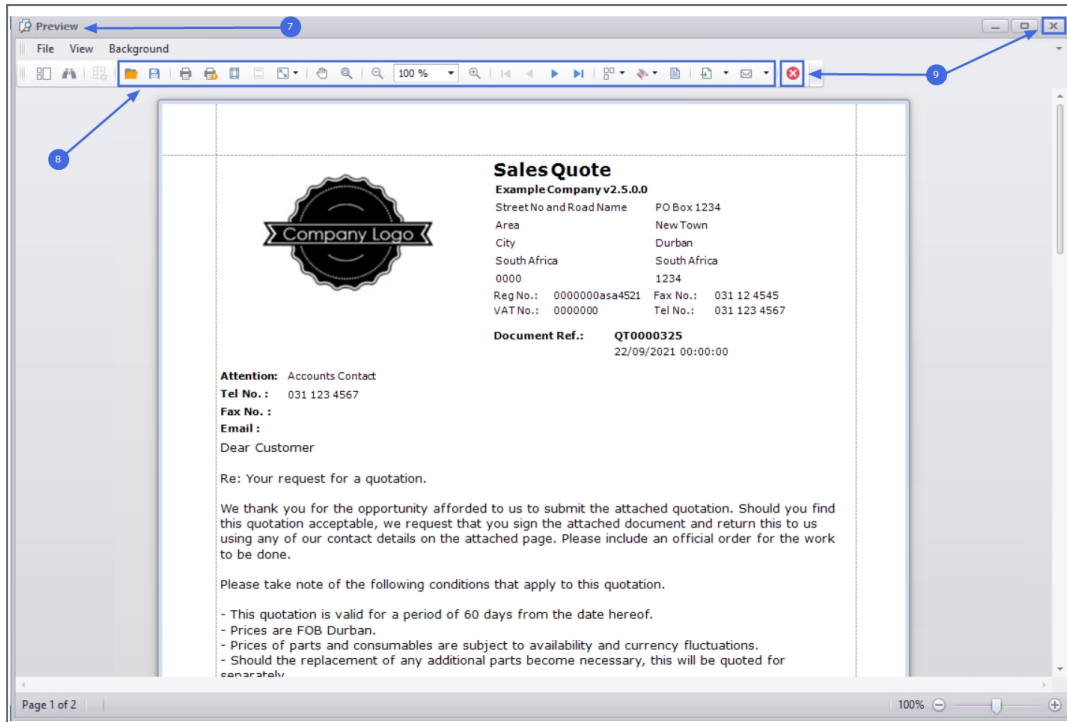 Preview
7
File View Background
100 %
9
8
Sales Quote
Example Company v2.5.0.0
Street No and Road Name PO Box 1234
Area New Town
City Durban
South Africa South Africa
0000 1234
Reg No.: 0000000asa4521 Fax No.: 031 12 4545
VAT No.: 0000000 Tel No.: 031 123 4567
Company Logo
Document Ref.: QT0000325
22/09/2021 00:00:00
Attention: Accounts Contact
Tel No. : 031 123 4567
Fax No. :
Email :
Dear Customer
Re: Your request for a quotation.
We thank you for the opportunity afforded to us to submit the attached quotation. Should you find
this quotation acceptable, we request that you sign the attached document and return this to us
using any of our contact details on the attached page. Please include an official order for the work
to be done.
Please take note of the following conditions that apply to this quotation.
- This quotation is valid for a period of 60 days from the date hereof.
- Prices are FOB Durban.
- Prices of parts and consumables are subject to availability and currency fluctuations.
- Should the replacement of any additional parts become necessary, this will be quoted for
separately
Page 1 of 2 100%